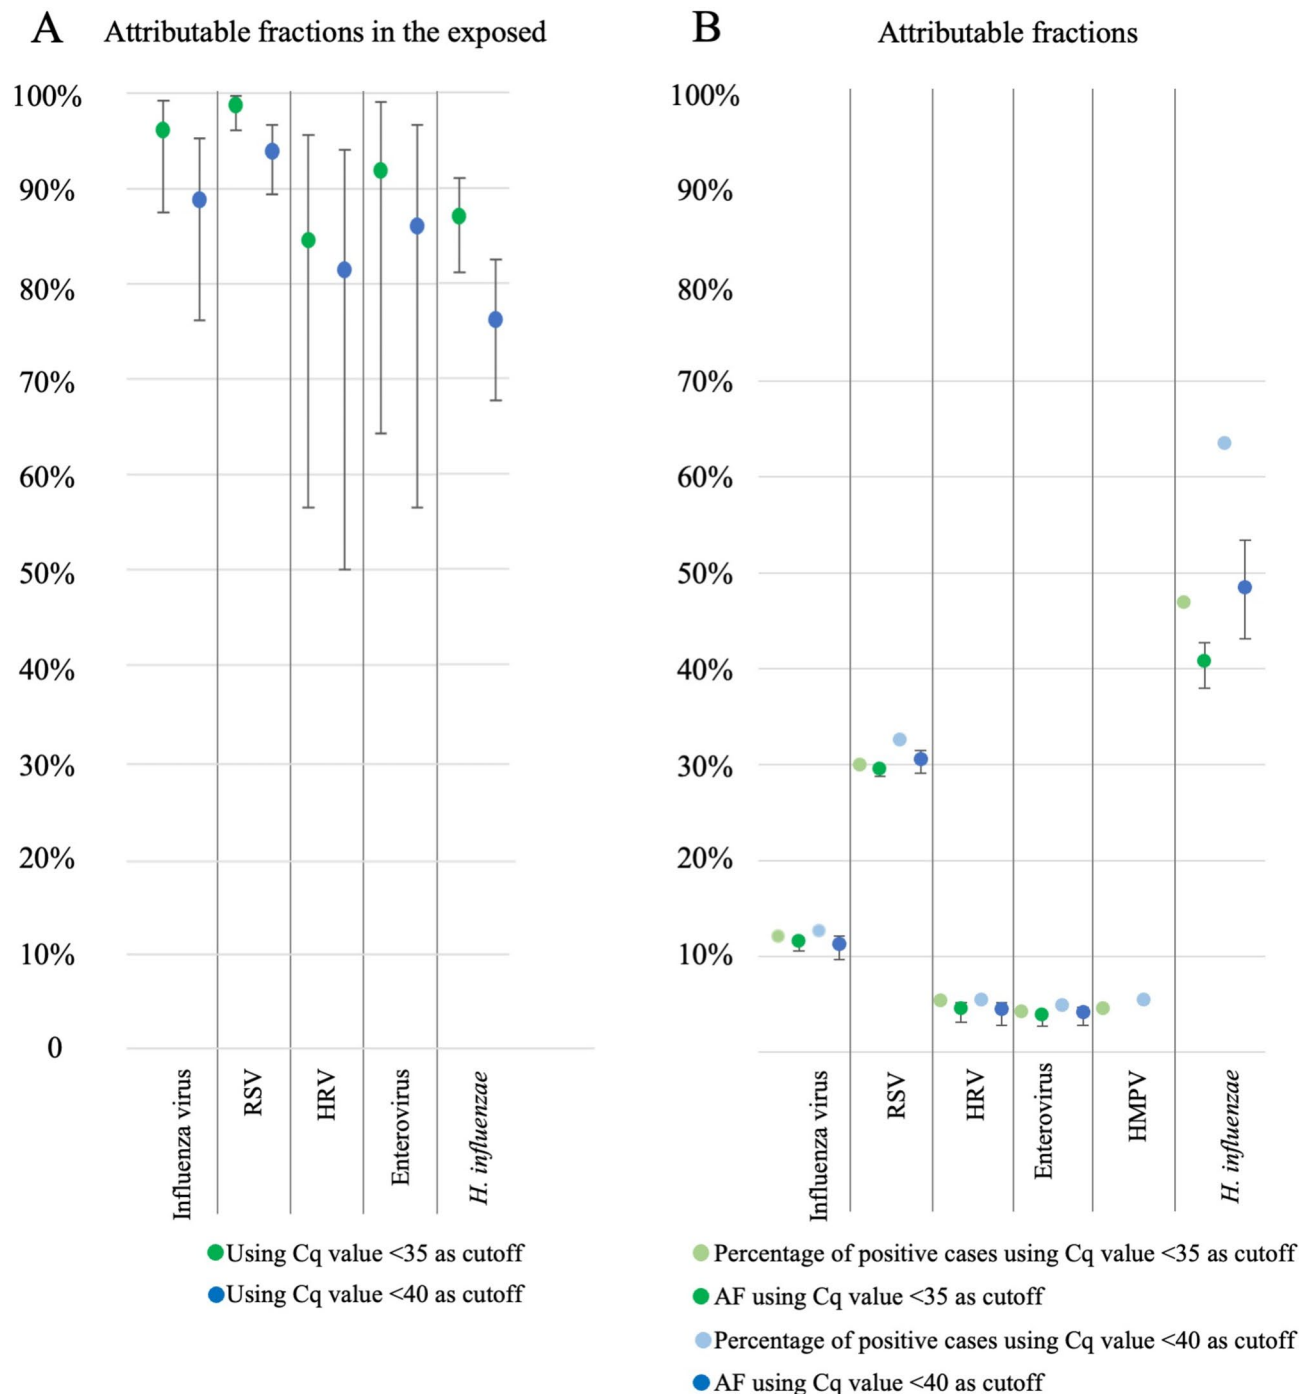 A Attributable fractions in the exposed
100%
90%
80%
70%
60%
50%
40%
30%
20%
10%
0
Influenza virus
RSV
HRV
Enterovirus
H. influenzae
Using Cq value <35 as cutoff
Using Cq value <40 as cutoff
B Attributable fractions
100%
90%
80%
70%
60%
50%
40%
30%
20%
10%
Influenza virus
RSV
HRV
Enterovirus
HMPV
H. influenzae
Percentage of positive cases using Cq value <35 as cutoff
AF using Cq value <35 as cutoff
Percentage of positive cases using Cq value <40 as cutoff
AF using Cq value <40 as cutoff